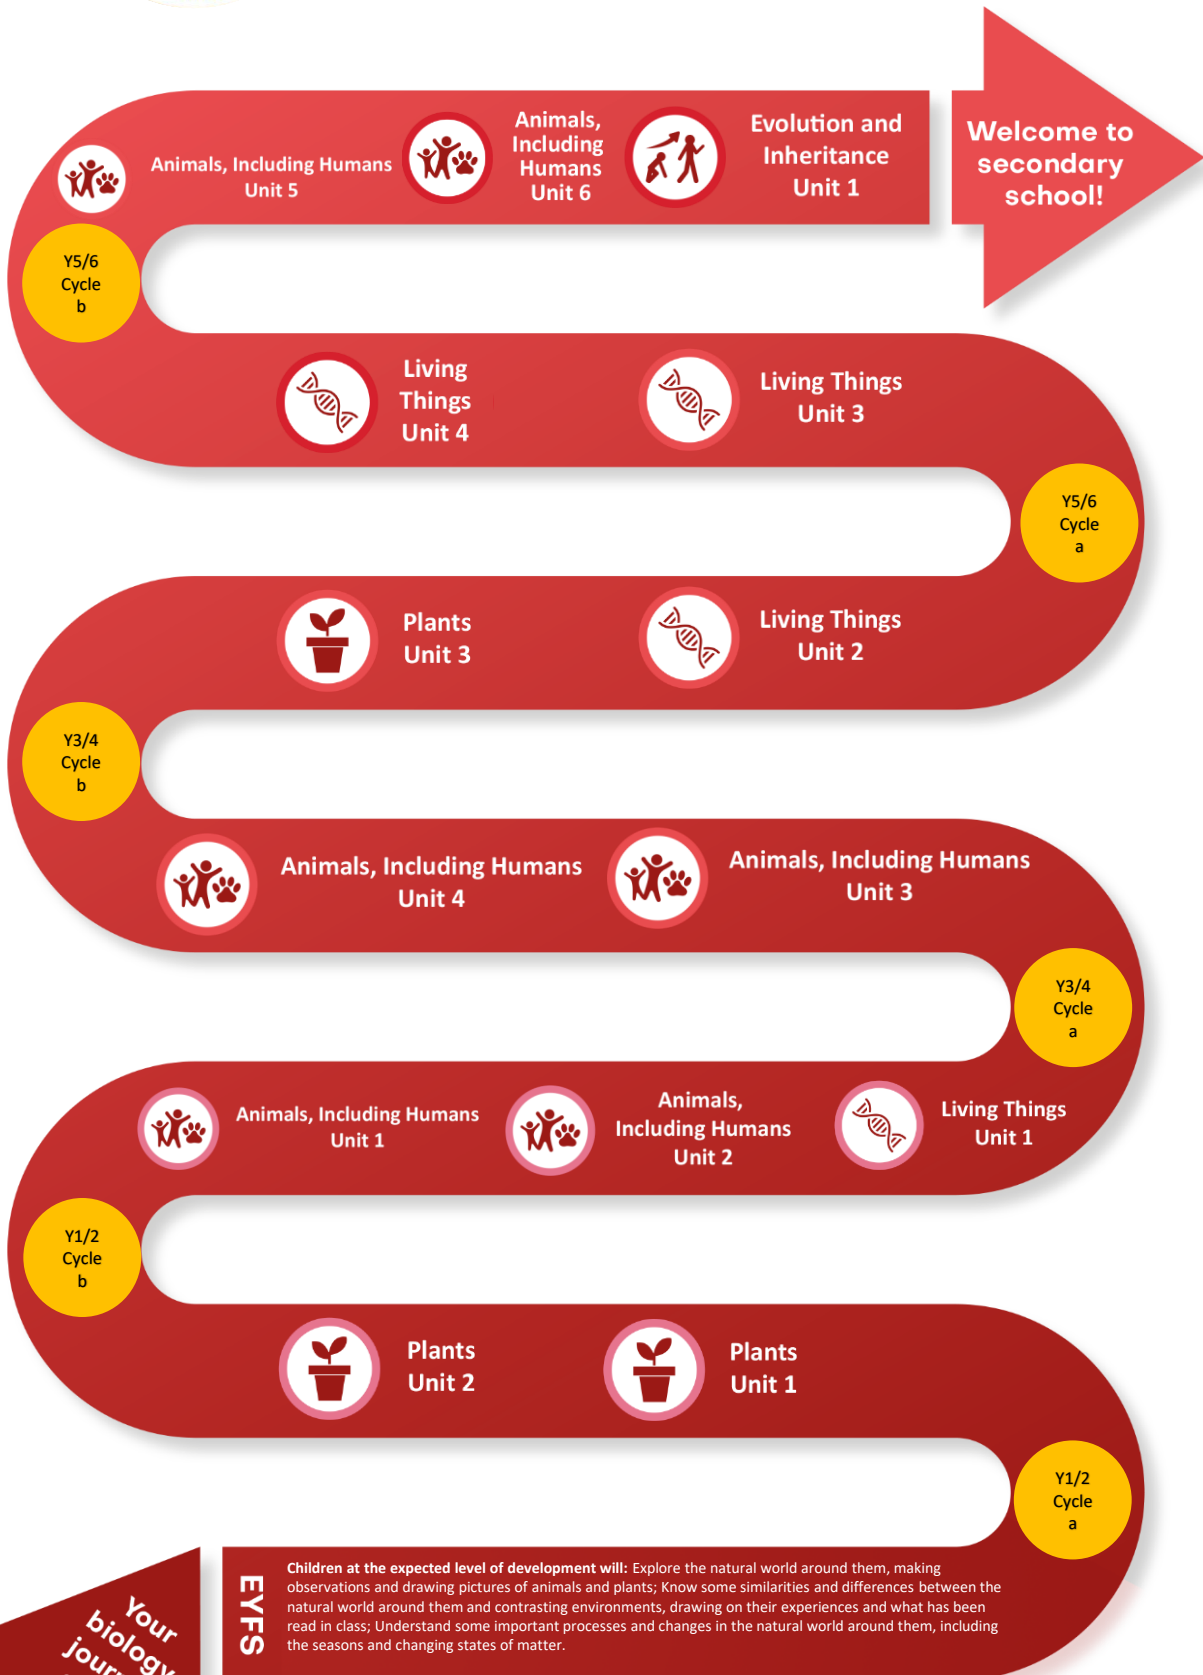 Animals, Including Humans
Unit 5
Animals,
Including
Humans
Unit 6
Evolution and
Inheritance
Unit 1
Welcome to
secondary
school!
Y5/6
Cycle
b
Living
Things
Unit 4
Living Things
Unit 3
Y5/6
Cycle
a
Plants
Unit 3
Living Things
Unit 2
Y3/4
Cycle
b
Animals, Including Humans
Unit 4
Animals, Including Humans
Unit 3
Y3/4
Cycle
a
Animals, Including Humans
Unit 1
Animals,
Including Humans
Unit 2
Living Things
Unit 1
Y1/2
Cycle
b
Plants
Unit 2
Plants
Unit 1
Y1/2
Cycle
a
Your
biology
EYFS
Children at the expected level of development will: Explore the natural world around them, making
observations and drawing pictures of animals and plants; Know some similarities and differences between the
natural world around them and contrasting environments, drawing on their experiences and what has been
read in class; Understand some important processes and changes in the natural world around them, including
the seasons and changing states of matter.